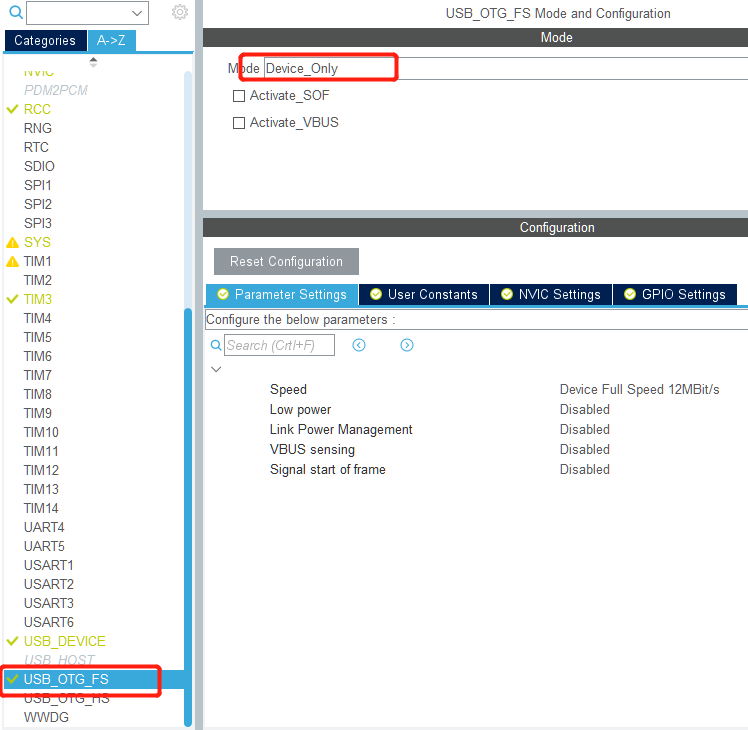 Categories
A->Z
NVIC
PDM2PCM
RCC
RNG
RTC
SDIO
SPI1
SPI2
SPI3
SYS
TIM1
TIM2
TIM3
TIM4
TIM5
TIM6
TIM7
TIM8
TIM9
TIM10
TIM11
TIM12
TIM13
TIM14
UART4
UART5
USART1
USART2
USART3
USART6
USB_DEVICE
USB_HOST
USB_OTG_FS
USB_OTG_HS
WWDG
USB_OTG_FS Mode and Configuration
Mode
Mode Device_Only
Activate_SOF
Activate_VBUS
Configuration
Reset Configuration
Parameter Settings
User Constants
NVIC Settings
GPIO Settings
Configure the below parameters :
Search (CrtI+F)
Speed Device Full Speed 12MBit/s
Low power Disabled
Link Power Management Disabled
VBUS sensing Disabled
Signal start of frame Disabled